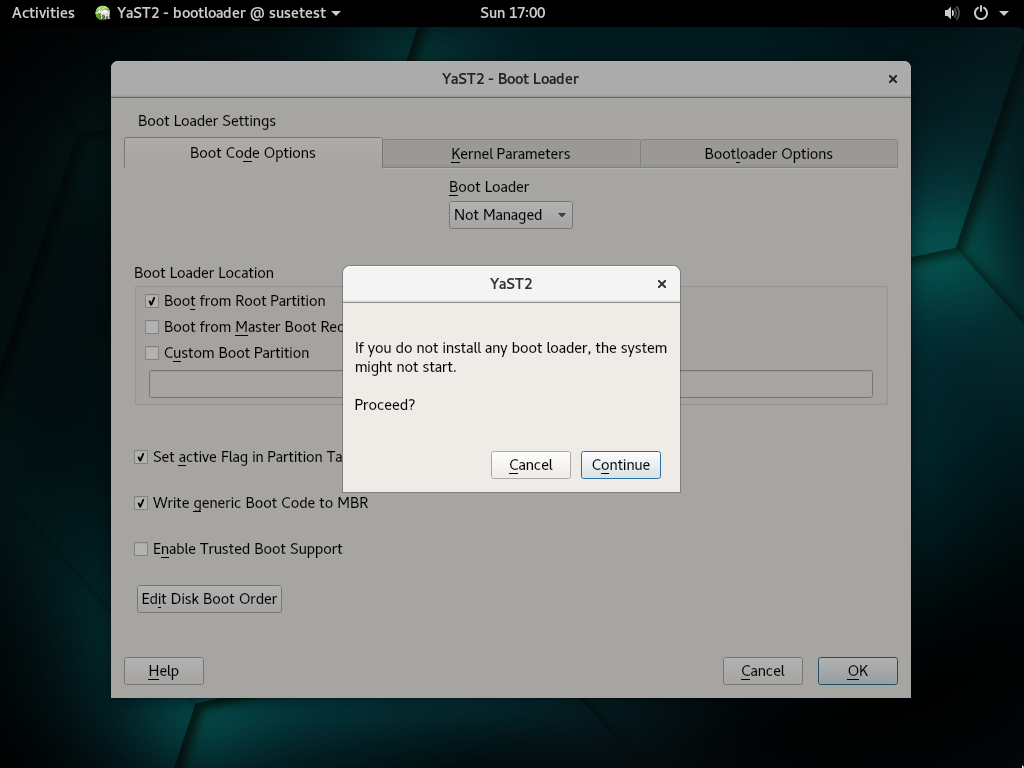 Activities YaST2 - bootloader @ susetest Sun 17:00
YaST2 - Boot Loader
Boot Loader Settings
Boot Code Options Kernel Parameters Bootloader Options
Boot Loader
Not Managed
Boot Loader Location
Boot from Root Partition
Boot from Master Boot Rec
Custom Boot Partition
YaST2
If you do not install any boot loader, the system
might not start.
Proceed?
Cancel Continue
Set active Flag in Partition Ta
Write generic Boot Code to MBR
Enable Trusted Boot Support
Edit Disk Boot Order
Help Cancel OK